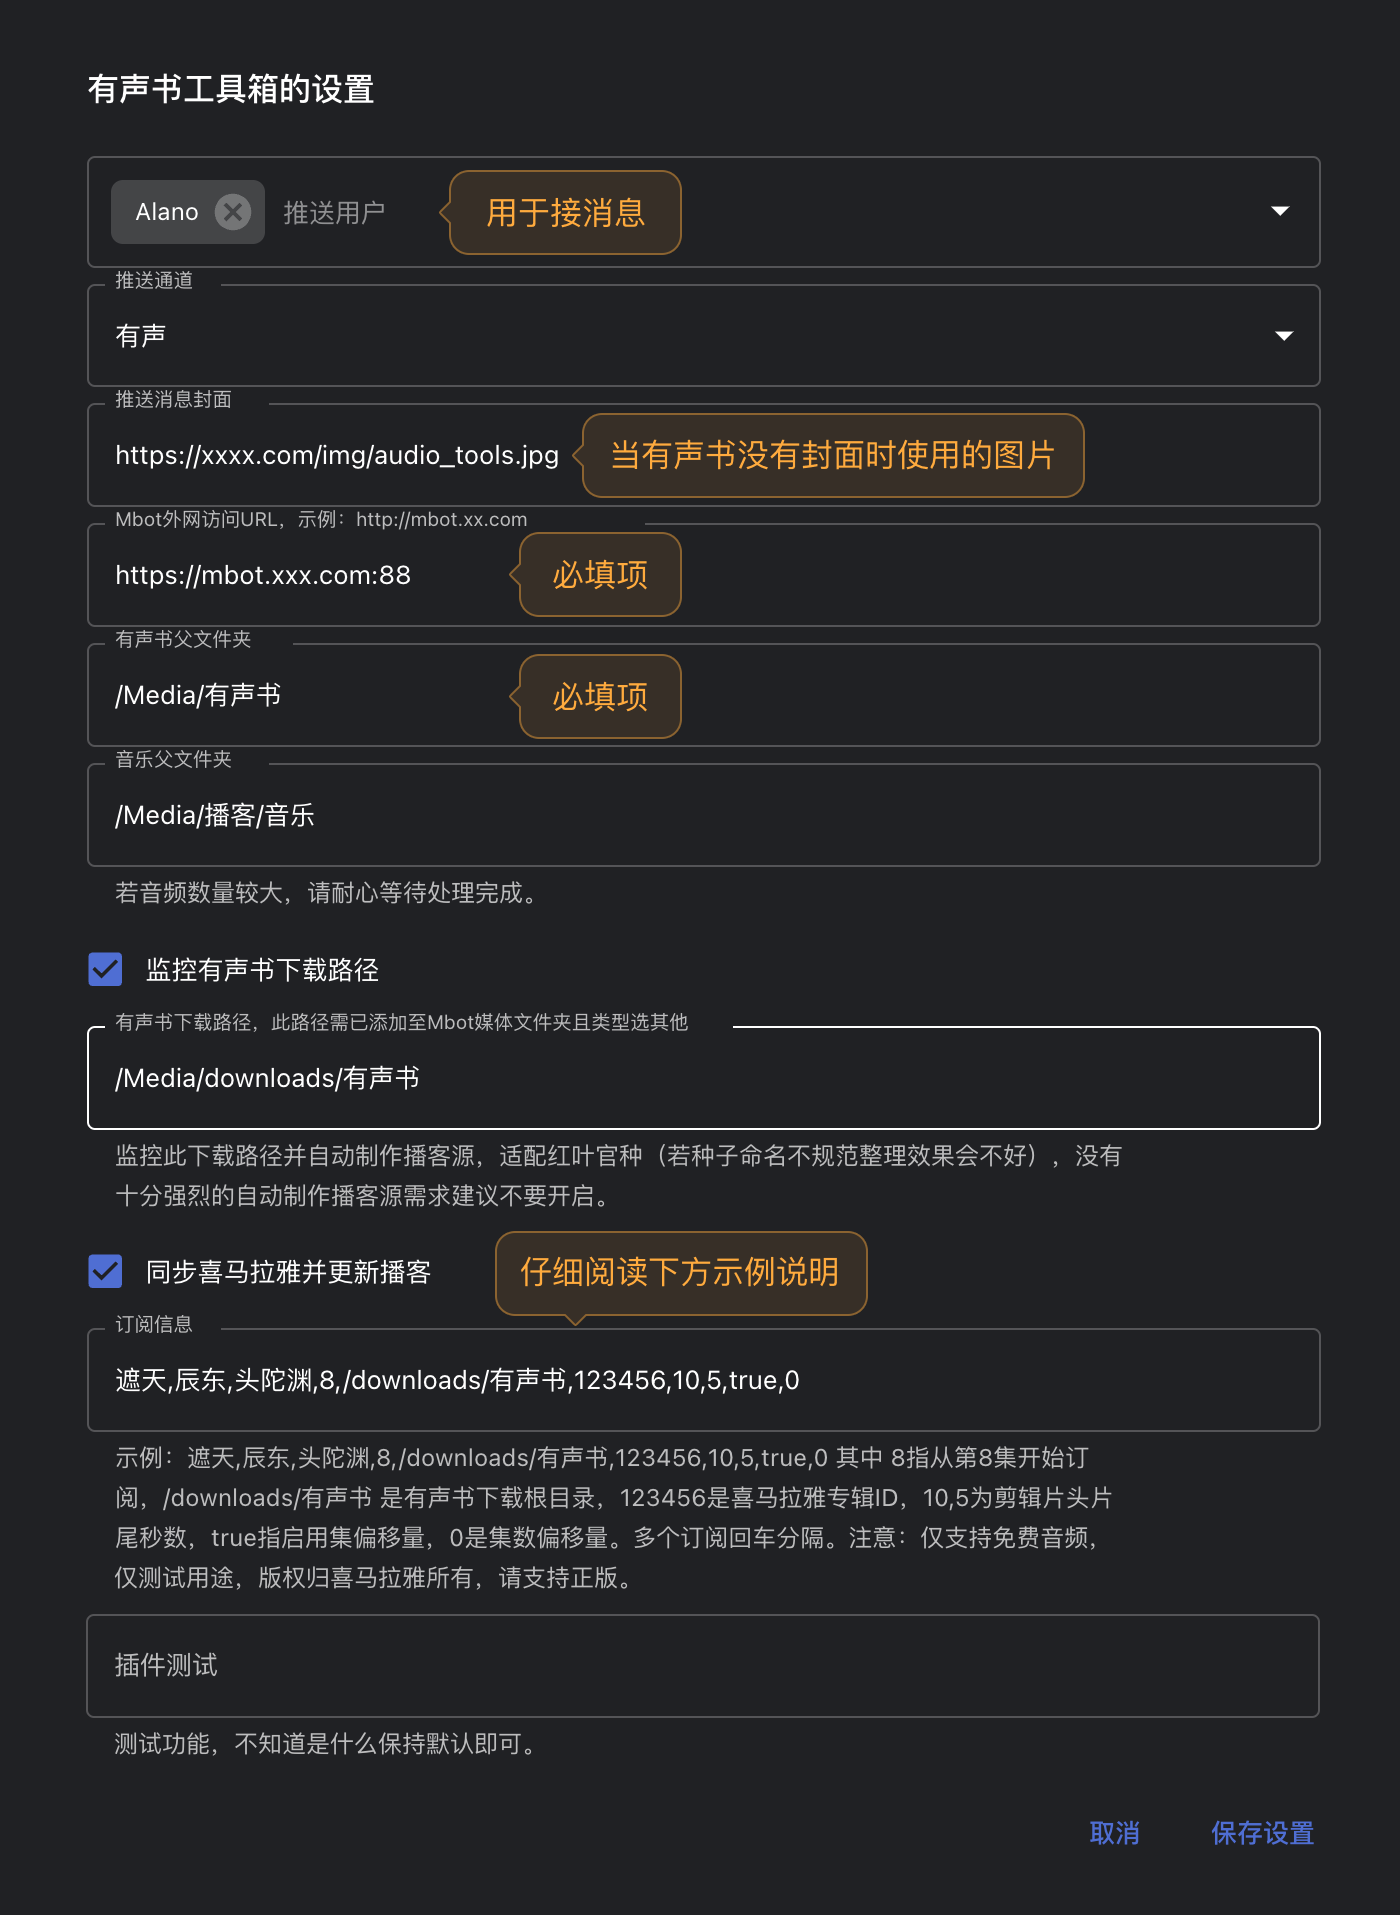 有声书工具箱的设置
Alano 推送用户 用于接消息
推送通道
有声
推送消息封面
https://xxxx.com/img/audio_tools.jpg 当有声书没有封面时使用的图片
Mbot外网访问URL，示例：http://mbot.xx.com
https://mbot.xxx.com:88 必填项
有声书父文件夹
/Media/有声书 必填项
音乐父文件夹
/Media/播客/音乐
若音频数量较大，请耐心等待处理完成。
监控有声书下载路径
有声书下载路径，此路径需已添加至Mbot媒体文件夹且类型选其他
/Media/downloads/有声书
监控此下载路径并自动制作播客源，适配红叶官种（若种子命名不规范整理效果会不好），没有
十分强烈的自动制作播客源需求建议不要开启。
同步喜马拉雅并更新播客 仔细阅读下方示例说明
订阅信息
遮天,辰东,头陀渊,8,/downloads/有声书,123456,10,5,true,0
示例：遮天,辰东,头陀渊,8,/downloads/有声书,123456,10,5,true,0 其中 8指从第8集开始订
阅，/downloads/有声书 是有声书下载根目录，123456是喜马拉雅专辑ID，10,5为剪辑片头片
尾秒数，true指启用集偏移量，0是集数偏移量。多个订阅回车分隔。注意：仅支持免费音频，
仅测试用途，版权归喜马拉雅所有，请支持正版。
插件测试
测试功能，不知道是什么保持默认即可。
取消 保存设置